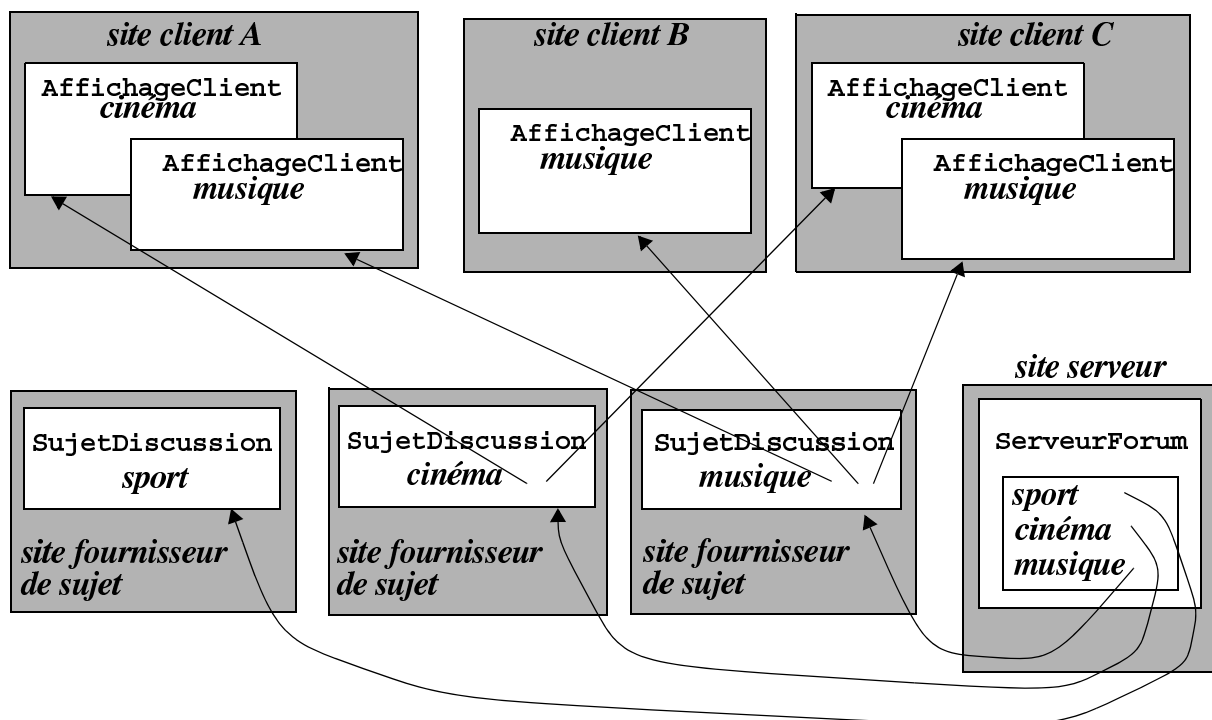 site client A
AffichageClient
cinéma
AffichageClient
musique
site client B
AffichageClient
musique
site client C
AffichageClient
cinéma
AffichageClient
musique
SujetDiscussion
sport
site fournisseur
de sujet
SujetDiscussion
cinéma
site fournisseur
de sujet
SujetDiscussion
musique
site fournisseur
de sujet
site serveur
ServeurForum
sport
cinéma
musique